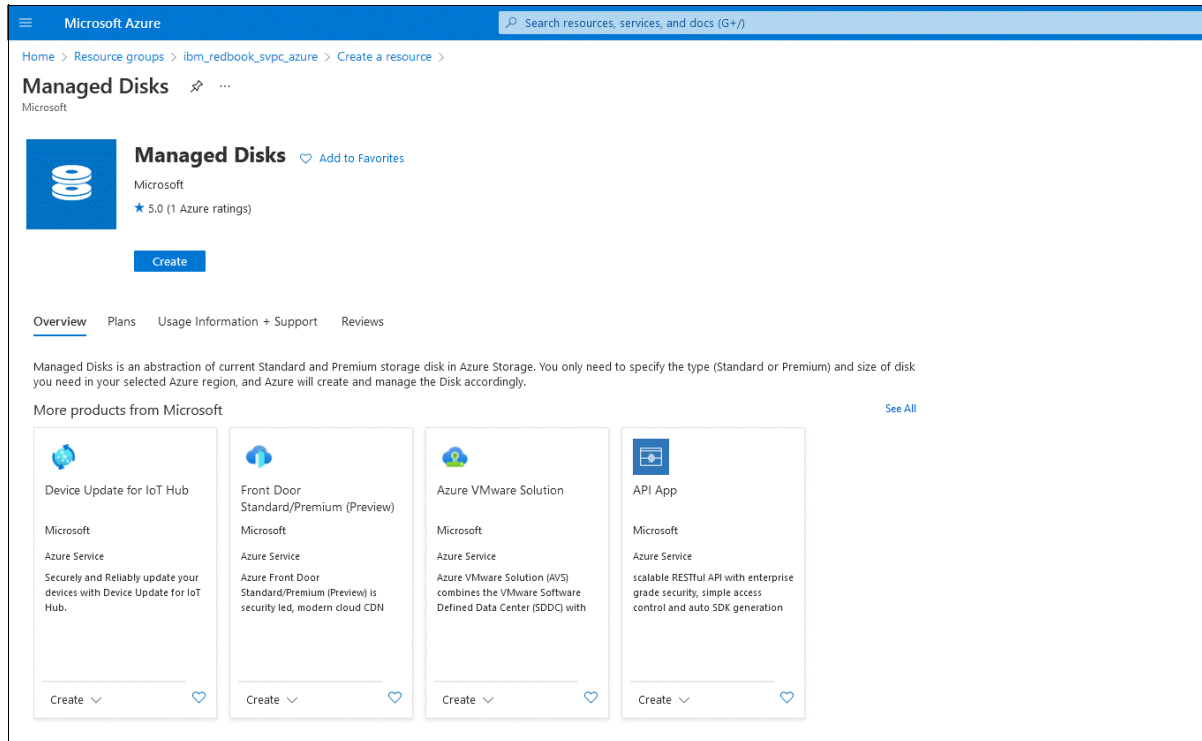 Microsoft Azure
Search resources, services, and docs (G+/)
Home > Resource groups > ibm_redbook_svpc_azure > Create a resource >
Managed Disks ...
Microsoft
Managed Disks Add to Favorites
Microsoft
★ 5.0 (1 Azure ratings)
Create
Overview Plans Usage Information + Support Reviews
Managed Disks is an abstraction of current Standard and Premium storage disk in Azure Storage. You only need to specify the type (Standard or Premium) and size of disk
you need in your selected Azure region, and Azure will create and manage the Disk accordingly.
More products from Microsoft
See All
Device Update for IoT Hub
Microsoft
Azure Service
Securely and Reliably update your
devices with Device Update for IoT
Hub.
Create
Front Door
Standard/Premium (Preview)
Microsoft
Azure Service
Azure Front Door
Standard/Premium (Preview) is
security led, modern cloud CDN
Create
Azure VMware Solution
Microsoft
Azure Service
Azure VMware Solution (AVS)
combines the VMware Software
Defined Data Center (SDDC) with
Create
API App
Microsoft
Azure Service
scalable RESTful API with enterprise
grade security, simple access
control and auto SDK generation
Create